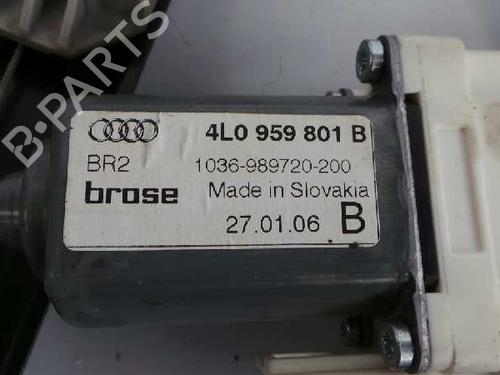 B-PARTS
4L0 959 801 B
BR2 1036-989720-200
brose Made in Slovakia
27.01.06 B